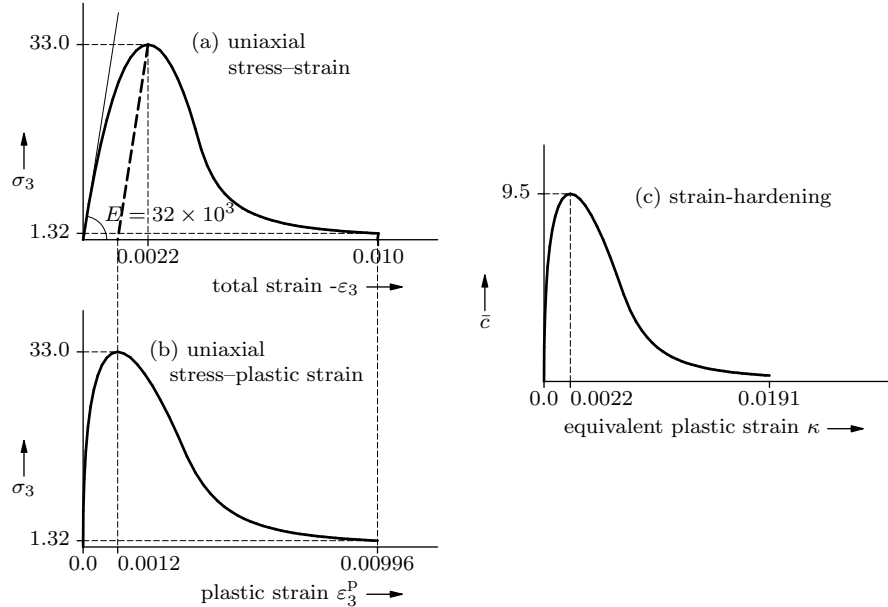 33.0
(a) uniaxial
stress–strain
σ3
E = 32 × 10³
1.32
0.0022
0.010
total strain -ε3
33.0
(b) uniaxial
stress–plastic strain
σ3
1.32
0.0
0.0012
0.00996
plastic strain ε₃ᵖ
9.5
(c) strain-hardening
c̄
0.0
0.0022
0.0191
equivalent plastic strain κ